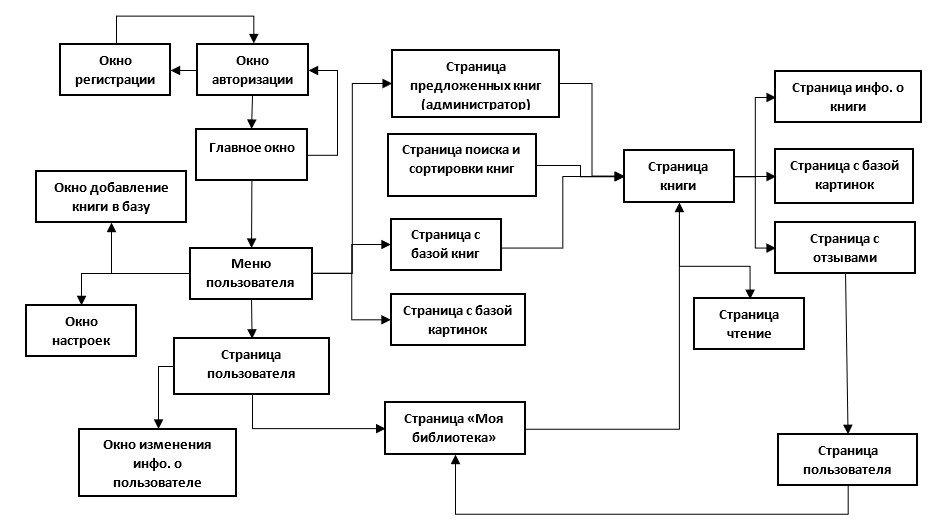 Окно
регистрации
Окно
авторизации
Страница
предложенных книг
(администратор)
Страница инфо. о
книги
Главное окно
Страница поиска и
сортировки книг
Страница
книги
Страница с базой
картинок
Окно добавление
книги в базу
Страница с
базой книг
Страница с
отзывами
Меню
пользователя
Окно
настроек
Страница с базой
картинок
Страница
чтение
Страница
пользователя
Страница «Моя
библиотека»
Окно изменения
инфо. о
пользователе
Страница
пользователя